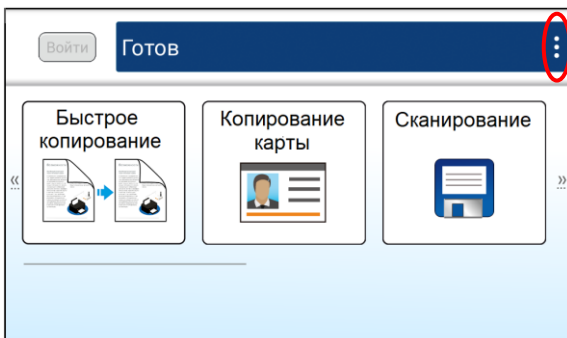 Войти
Готов
Быстрое
копирование
Копирование
карты
Сканирование
«
»